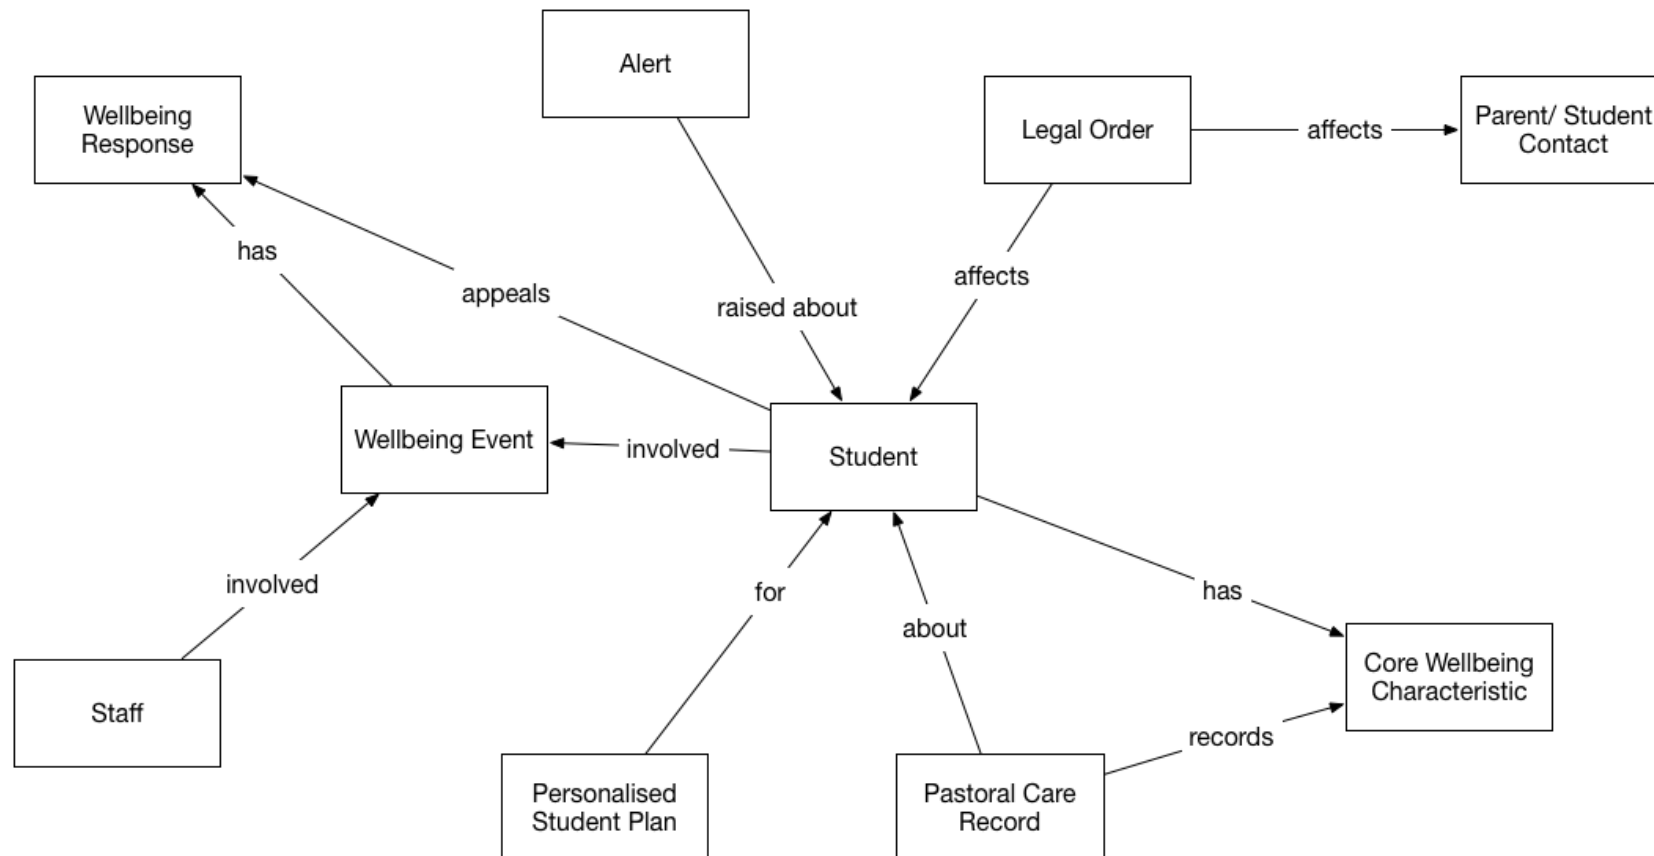 Alert
Wellbeing
Response
Legal Order
affects
Parent/ Student
Contact
has
appeals
raised about
affects
Wellbeing Event
involved
Student
involved
for
about
has
Core Wellbeing
Characteristic
Staff
records
Personalised
Student Plan
Pastoral Care
Record